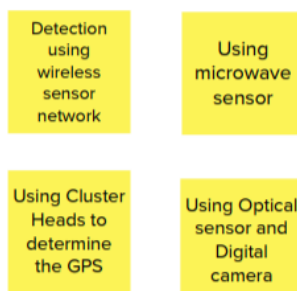 Detection
using
wireless
sensor
network
Using
microwave
sensor
Using Cluster
Heads to
determine
the GPS
Using Optical
sensor and
Digital
camera